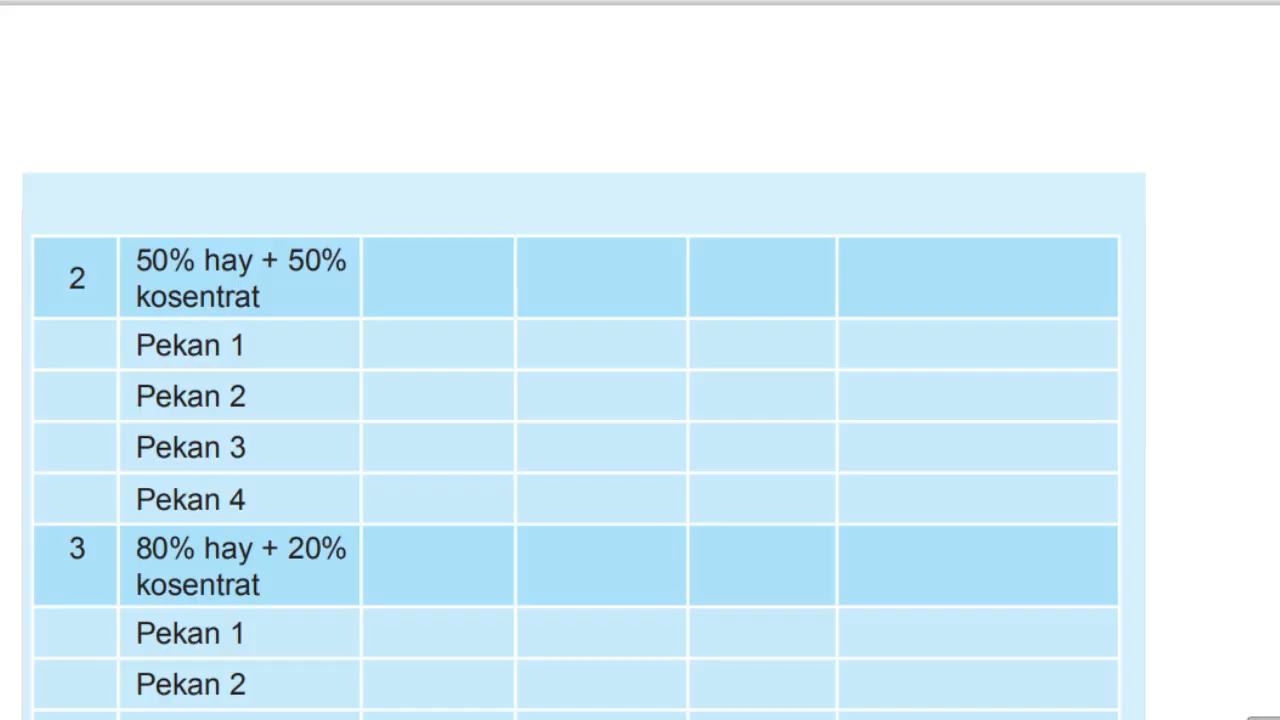 2
50% hay + 50%
kosentrat
Pekan 1
Pekan 2
Pekan 3
Pekan 4
3
80% hay + 20%
kosentrat
Pekan 1
Pekan 2